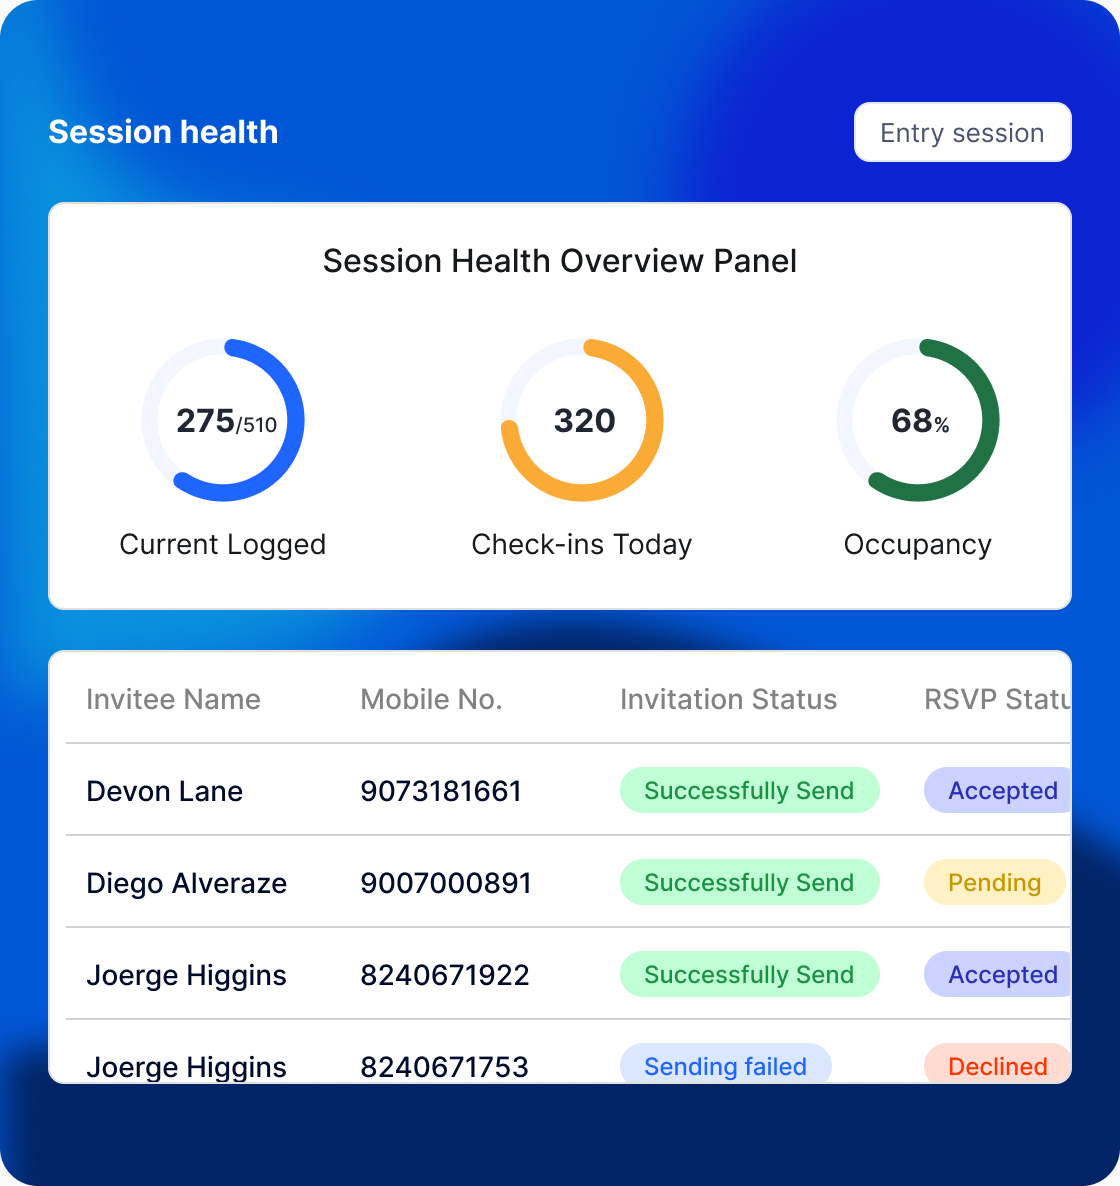 Session health
Entry session
Session Health Overview Panel
275/510
320
68%
Current Logged
Check-ins Today
Occupancy
Invitee Name Mobile No. Invitation Status RSVP Statu
Devon Lane 9073181661 Successfully Send Accepted
Diego Alveraze 9007000891 Successfully Send Pending
Joerge Higgins 8240671922 Successfully Send Accepted
Joerge Higgins 8240671753 Sending failed Declined